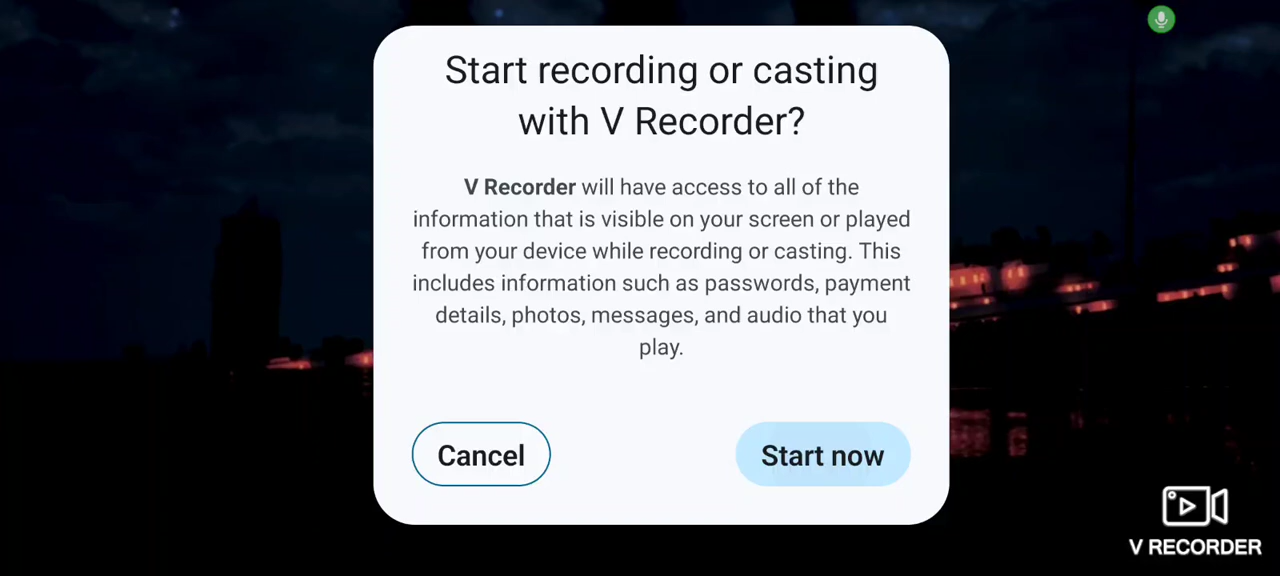 Start recording or casting
with V Recorder?
V Recorder will have access to all of the
information that is visible on your screen or played
from your device while recording or casting. This
includes information such as passwords, payment
details, photos, messages, and audio that you
play.
Cancel
Start now
V RECORDER